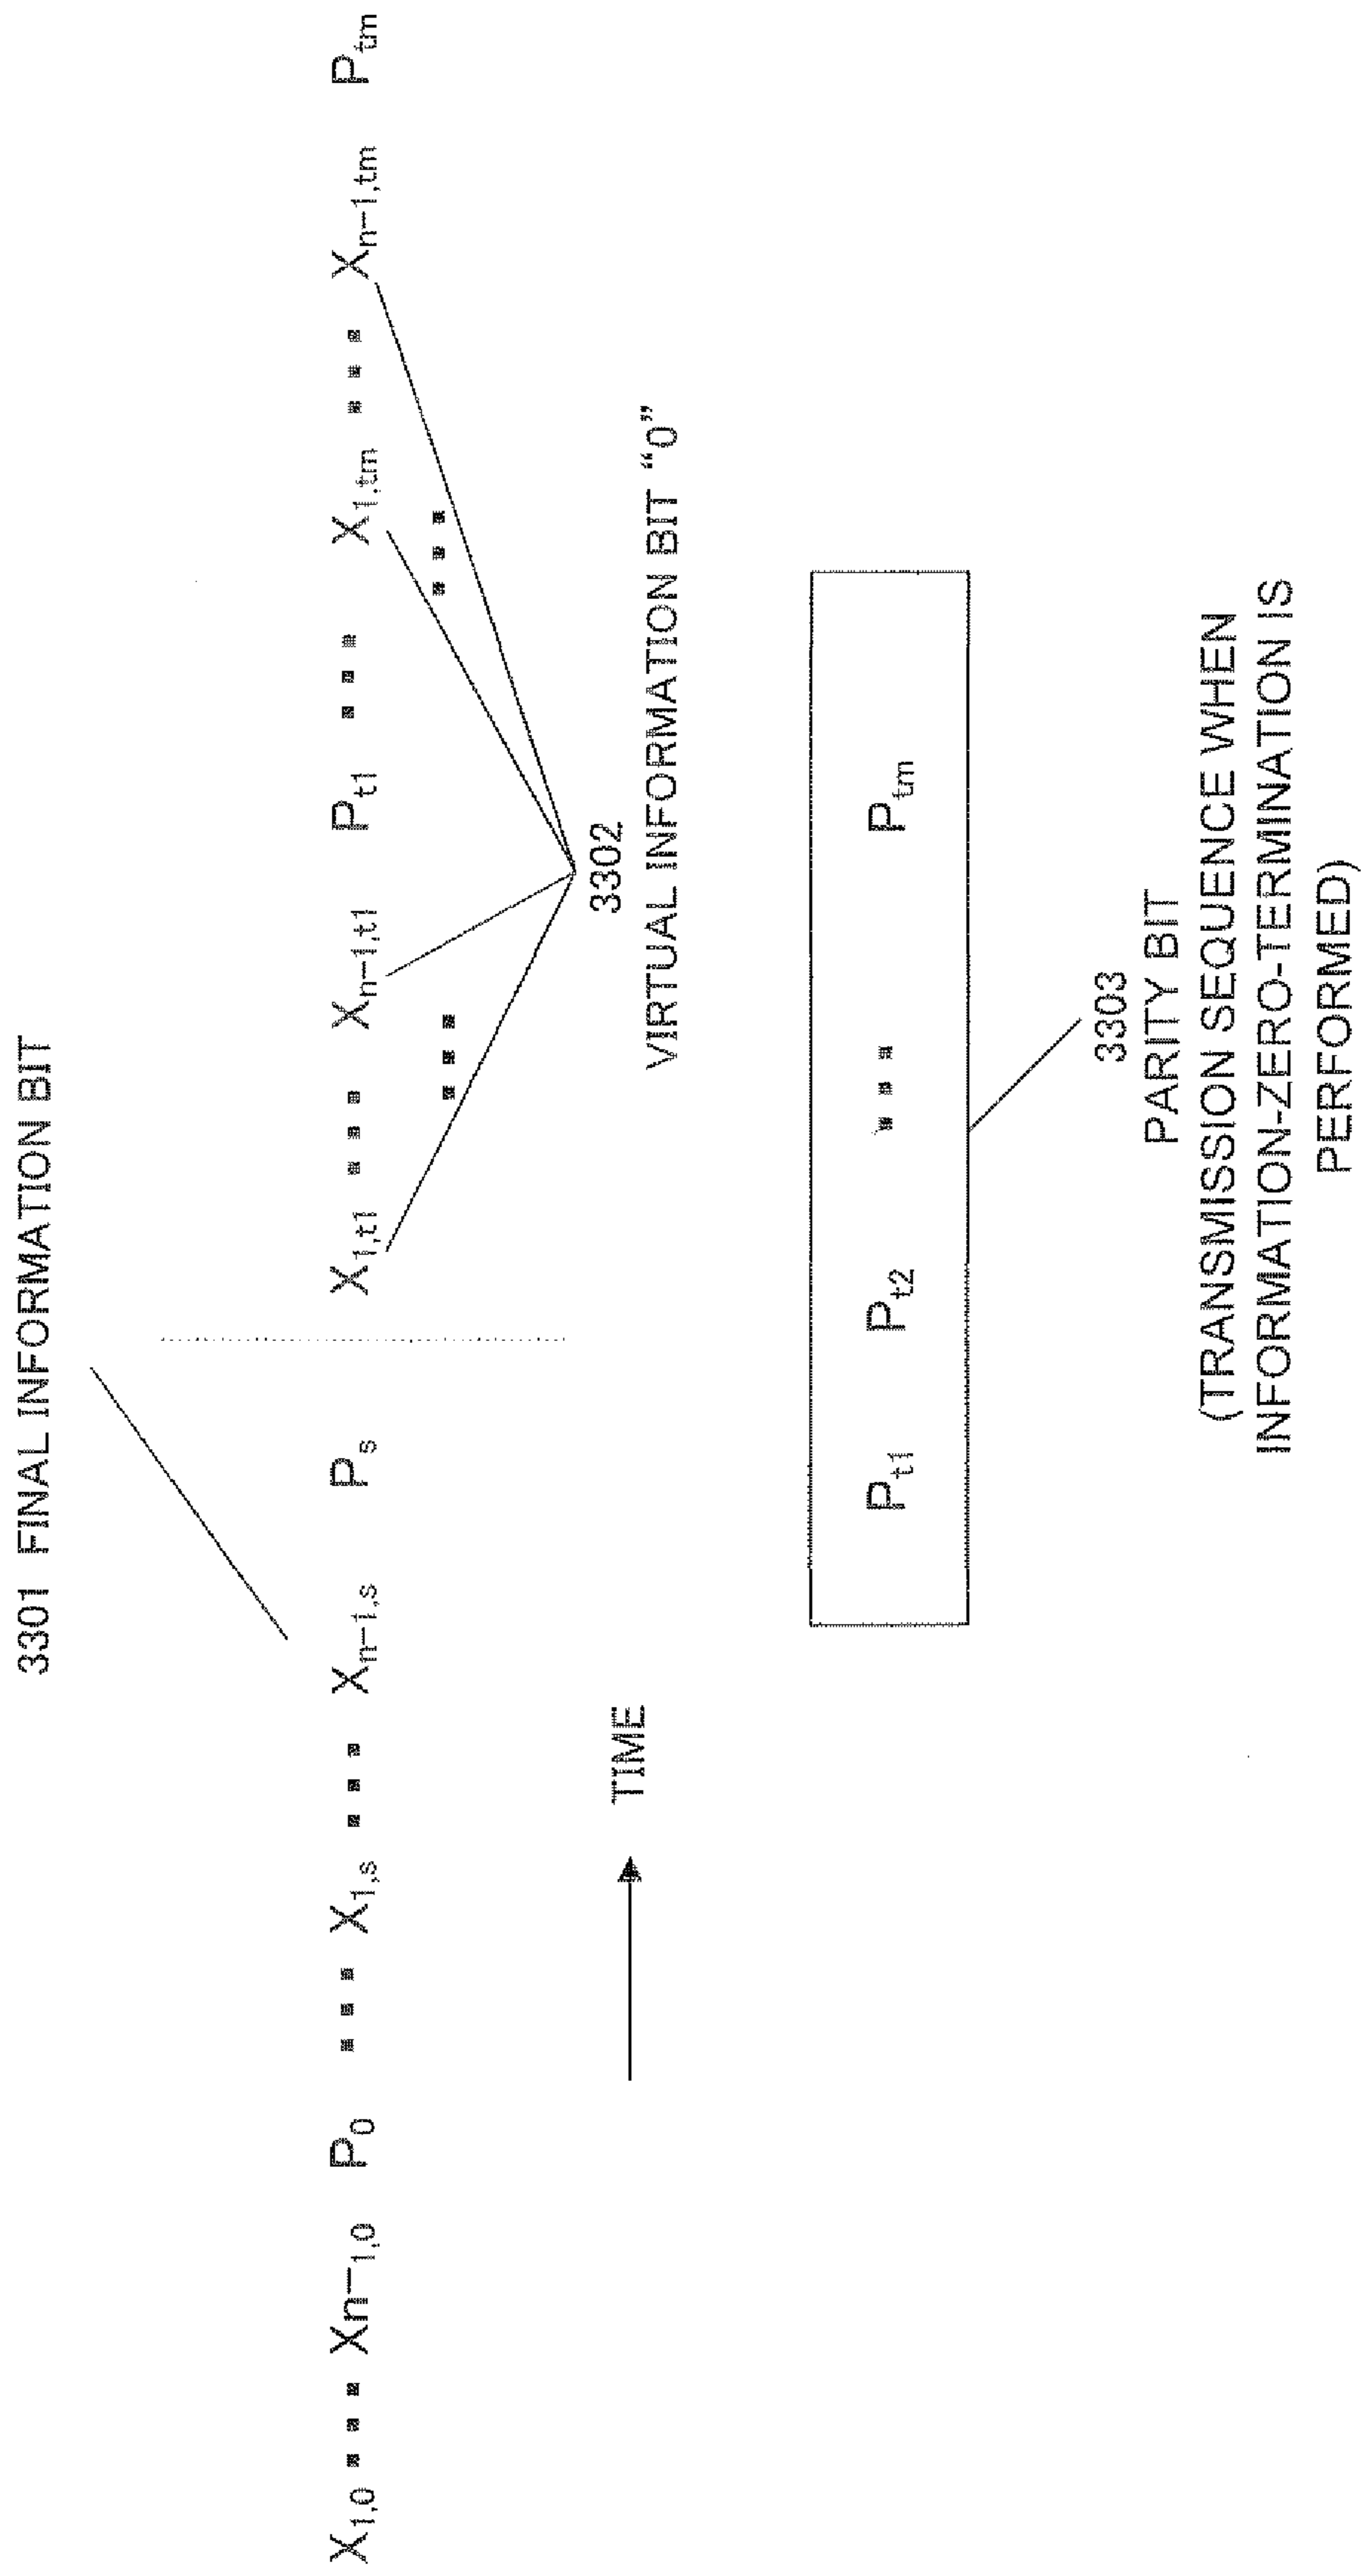 3301 FINAL INFORMATION BIT
X1,0 ▪ ▪ ▪ Xn-1,0 P0 ▪ ▪ ▪ X1,s ▪ ▪ ▪ Xn-1,s Ps X1,t1 ▪ ▪ ▪ Xn-1,t1 Pt1 ▪ ▪ ▪ X1,tm ▪ ▪ ▪ Xn-1,tm Ptm
▪ ▪ ▪ ▪ ▪ ▪
TIME
3302
VIRTUAL INFORMATION BIT “0”
Pt1 Pt2 ▪ ▪ ▪ Ptm
3303
PARITY BIT
(TRANSMISSION SEQUENCE WHEN
INFORMATION-ZERO-TERMINATION IS
PERFORMED)